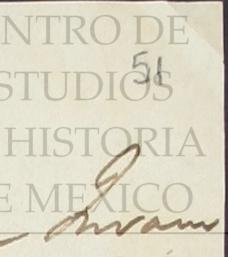 NTRO DE
51
STUDIOS
HISTORIA
E MEXICO